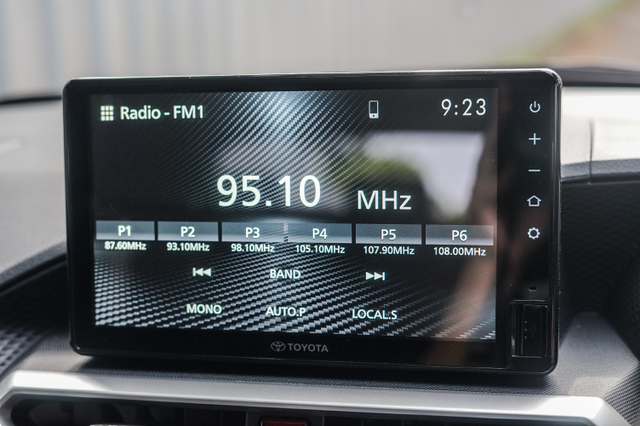 Radio - FM1
9:23
95.10 MHz
P1 P2 P3 P4 P5 P6
87.60MHz 93.10MHz 98.10MHz 105.10MHz 107.90MHz 108.00MHz
BAND
MONO AUTO.P LOCAL.S
TOYOTA